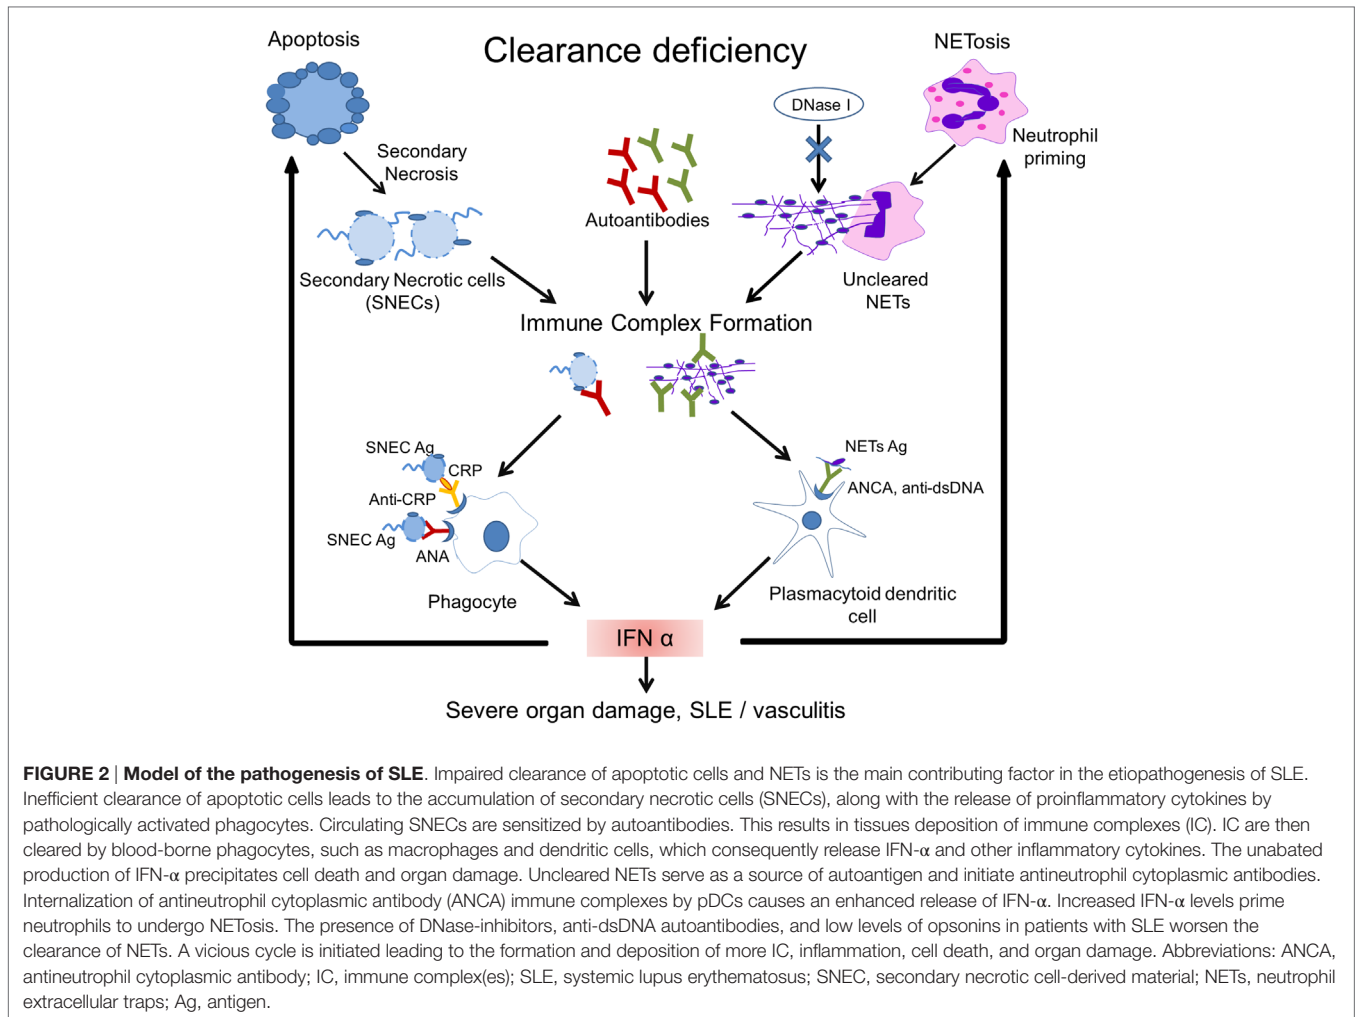 Clearance deficiency
Apoptosis
NETosis
DNase I
Secondary
Necrosis
Neutrophil
priming
Autoantibodies
Secondary Necrotic cells
(SNECs)
Uncleared
NETs
Immune Complex Formation
SNEC Ag
CRP
Anti-CRP
SNEC Ag
ANA
Phagocyte
NETs Ag
ANCA, anti-dsDNA
Plasmacytoid dendritic
cell
IFN α
Severe organ damage, SLE / vasculitis
FIGURE 2 | Model of the pathogenesis of SLE. Impaired clearance of apoptotic cells and NETs is the main contributing factor in the etiopathogenesis of SLE.
Inefficient clearance of apoptotic cells leads to the accumulation of secondary necrotic cells (SNECs), along with the release of proinflammatory cytokines by
pathologically activated phagocytes. Circulating SNECs are sensitized by autoantibodies. This results in tissues deposition of immune complexes (IC). IC are then
cleared by blood-borne phagocytes, such as macrophages and dendritic cells, which consequently release IFN-α and other inflammatory cytokines. The unabated
production of IFN-α precipitates cell death and organ damage. Uncleared NETs serve as a source of autoantigen and initiate antineutrophil cytoplasmic antibodies.
Internalization of antineutrophil cytoplasmic antibody (ANCA) immune complexes by pDCs causes an enhanced release of IFN-α. Increased IFN-α levels prime
neutrophils to undergo NETosis. The presence of DNase-inhibitors, anti-dsDNA autoantibodies, and low levels of opsonins in patients with SLE worsen the
clearance of NETs. A vicious cycle is initiated leading to the formation and deposition of more IC, inflammation, cell death, and organ damage. Abbreviations: ANCA,
antineutrophil cytoplasmic antibody; IC, immune complex(es); SLE, systemic lupus erythematosus; SNEC, secondary necrotic cell-derived material; NETs, neutrophil
extracellular traps; Ag, antigen.